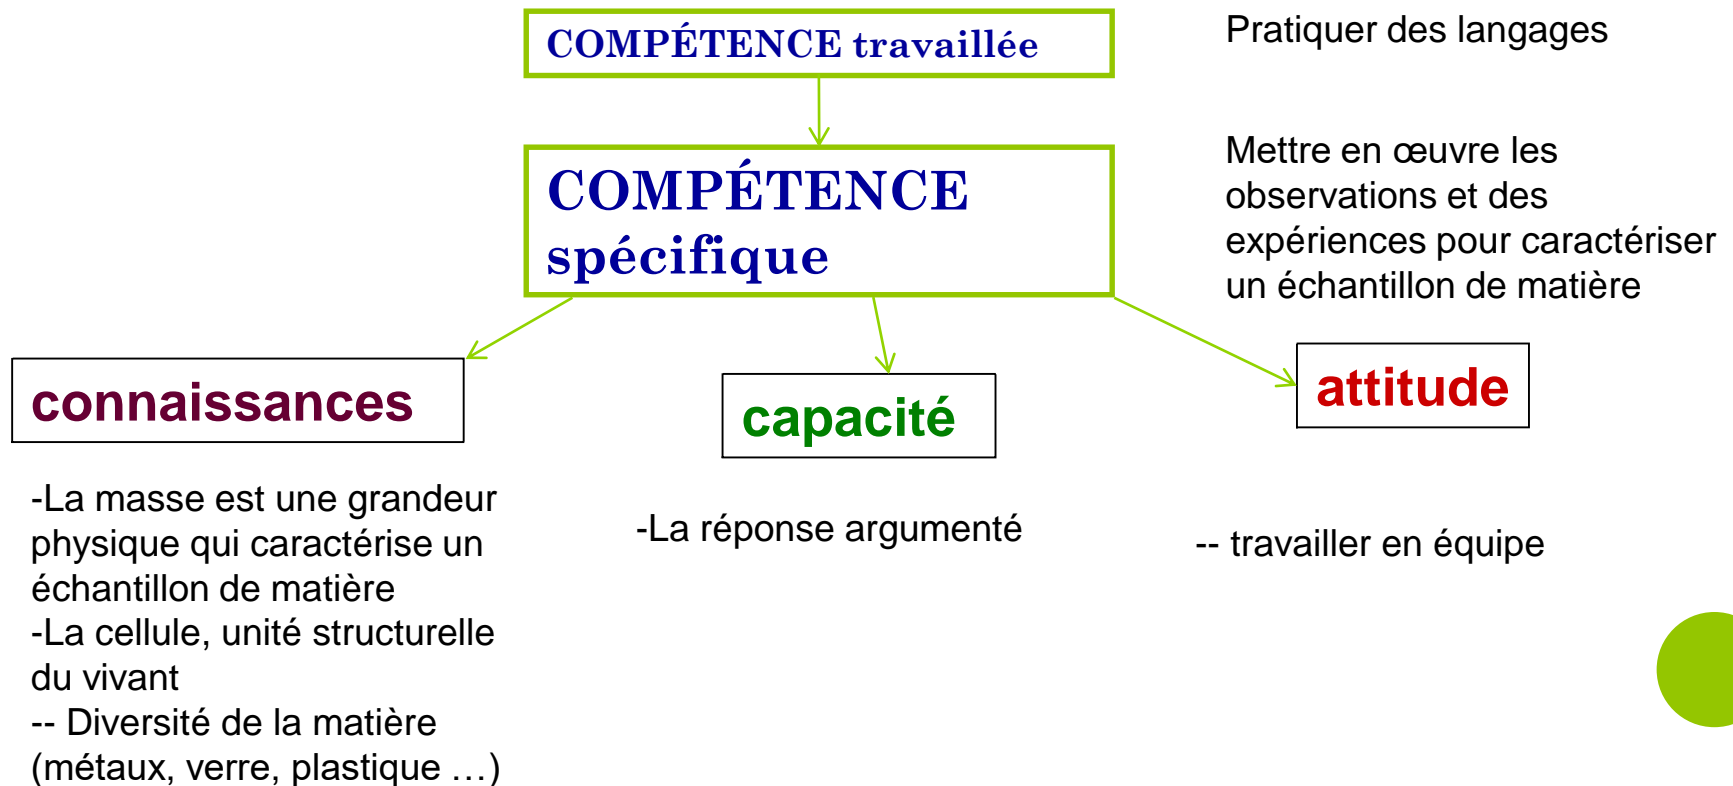 COMPÉTENCE travaillée
Pratiquer des langages
COMPÉTENCE
spécifique
Mettre en œuvre les
observations et des
expériences pour caractériser
un échantillon de matière
connaissances
capacité
attitude
-La masse est une grandeur
physique qui caractérise un
échantillon de matière
-La cellule, unité structurelle
du vivant
-- Diversité de la matière
(métaux, verre, plastique …)
-La réponse argumenté
-- travailler en équipe